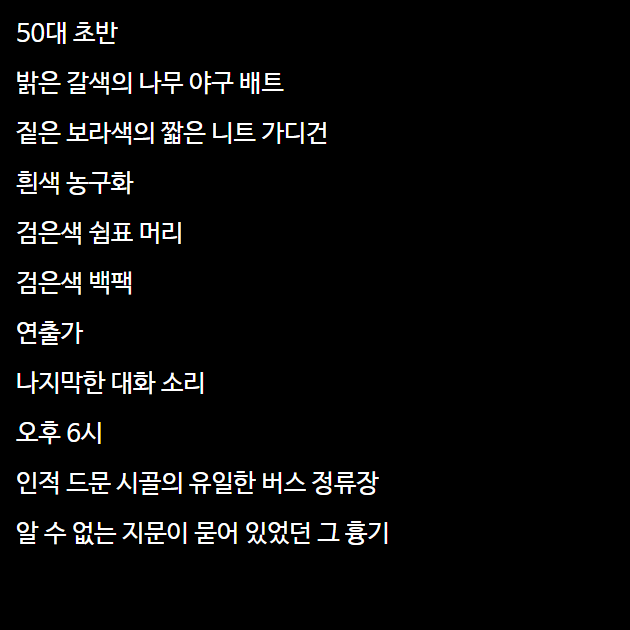 50대 초반
밝은 갈색의 나무 야구 배트
짙은 보라색의 짧은 니트 가디건
흰색 농구화
검은색 쉼표 머리
검은색 백팩
연출가
나지막한 대화 소리
오후 6시
인적 드문 시골의 유일한 버스 정류장
알 수 없는 지문이 묻어 있었던 그 흉기